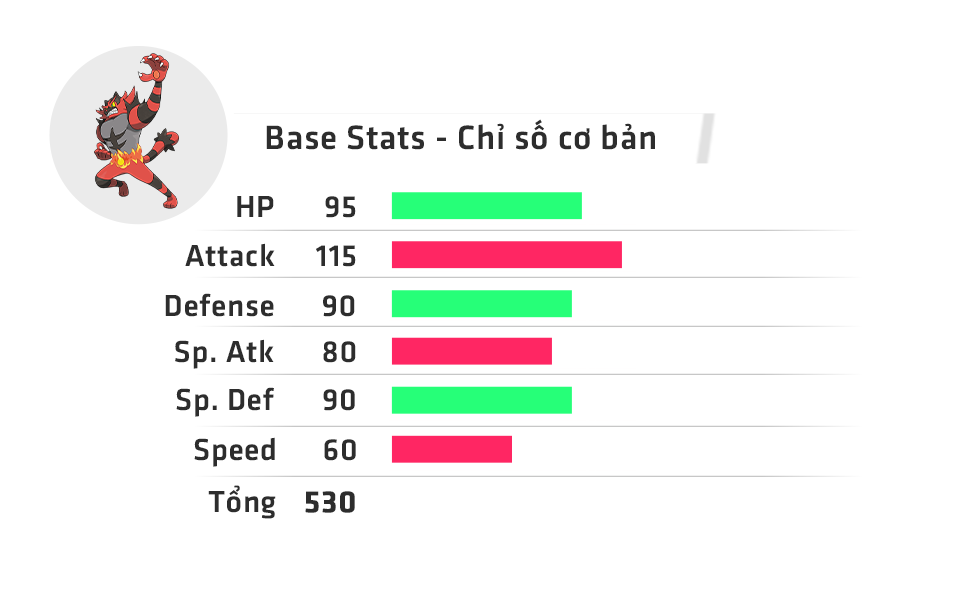 Base Stats - Chỉ số cơ bản
HP 95
Attack 115
Defense 90
Sp. Atk 80
Sp. Def 90
Speed 60
Tổng 530